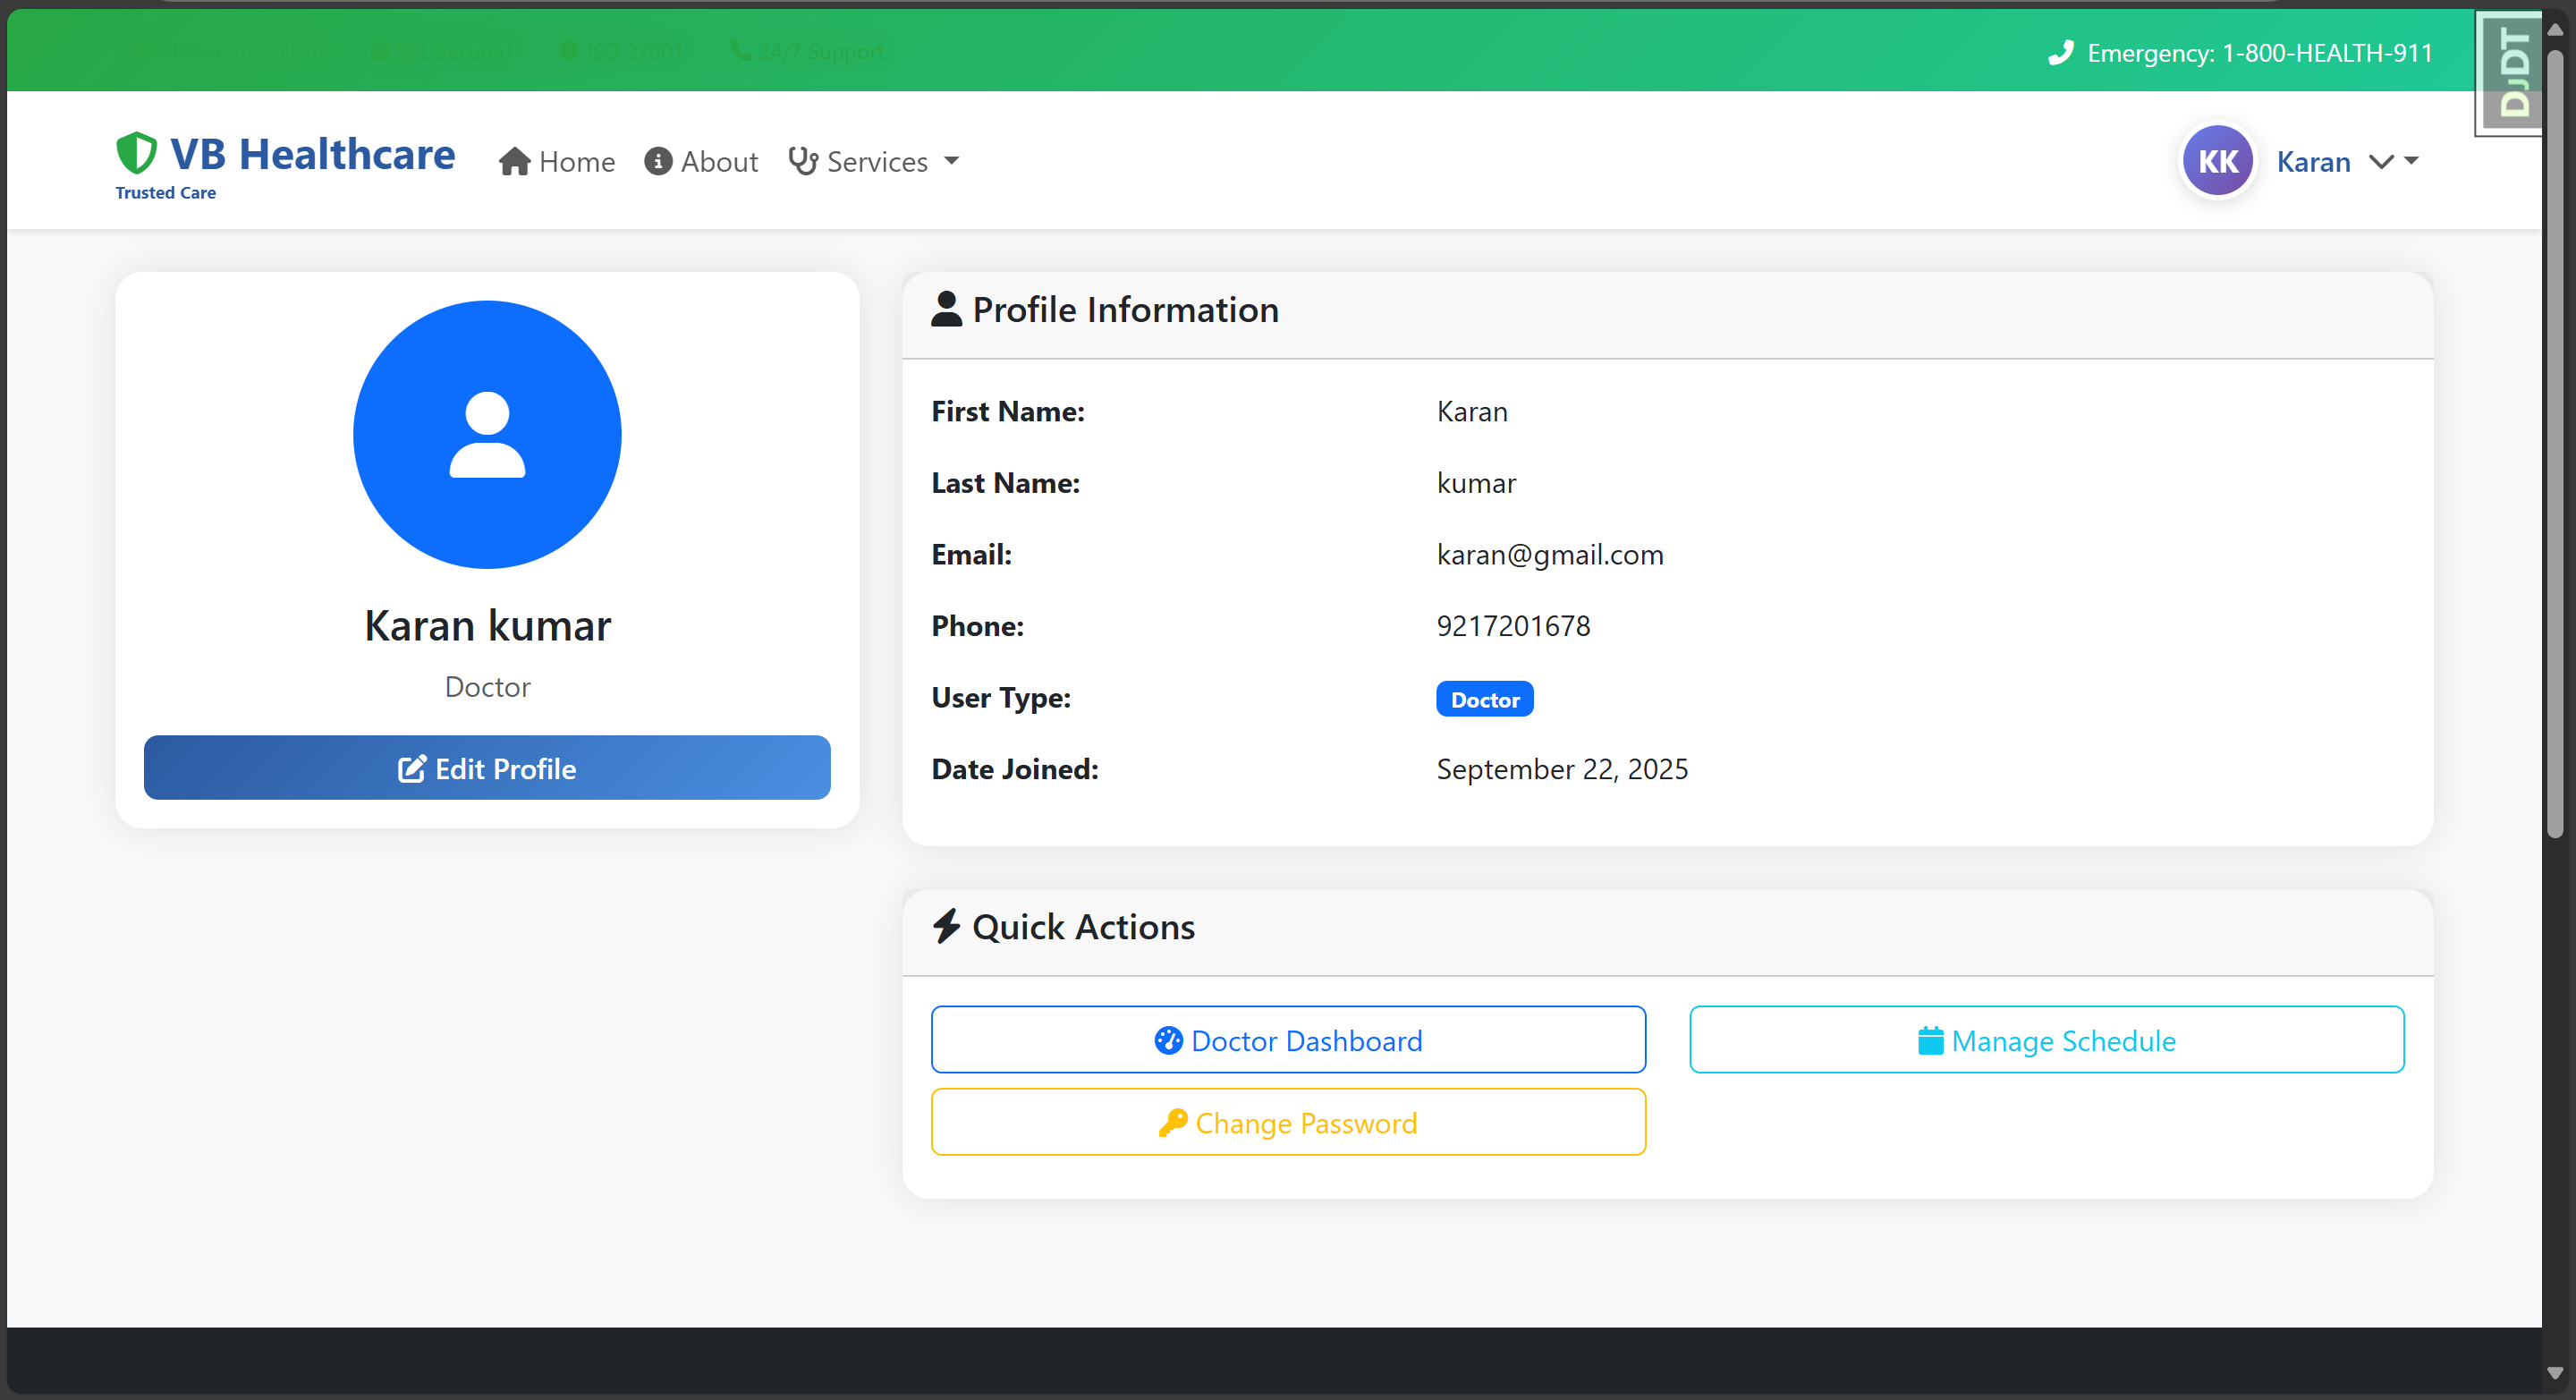 Compliant SSL Secured ISO 27001 24/7 Support
Emergency: 1-800-HEALTH-911
DJDT
VB Healthcare
Trusted Care
Home About Services
KK Karan
Karan kumar
Doctor
Edit Profile
Profile Information
First Name: Karan
Last Name: kumar
Email: karan@gmail.com
Phone: 9217201678
User Type: Doctor
Date Joined: September 22, 2025
Quick Actions
Doctor Dashboard Manage Schedule
Change Password